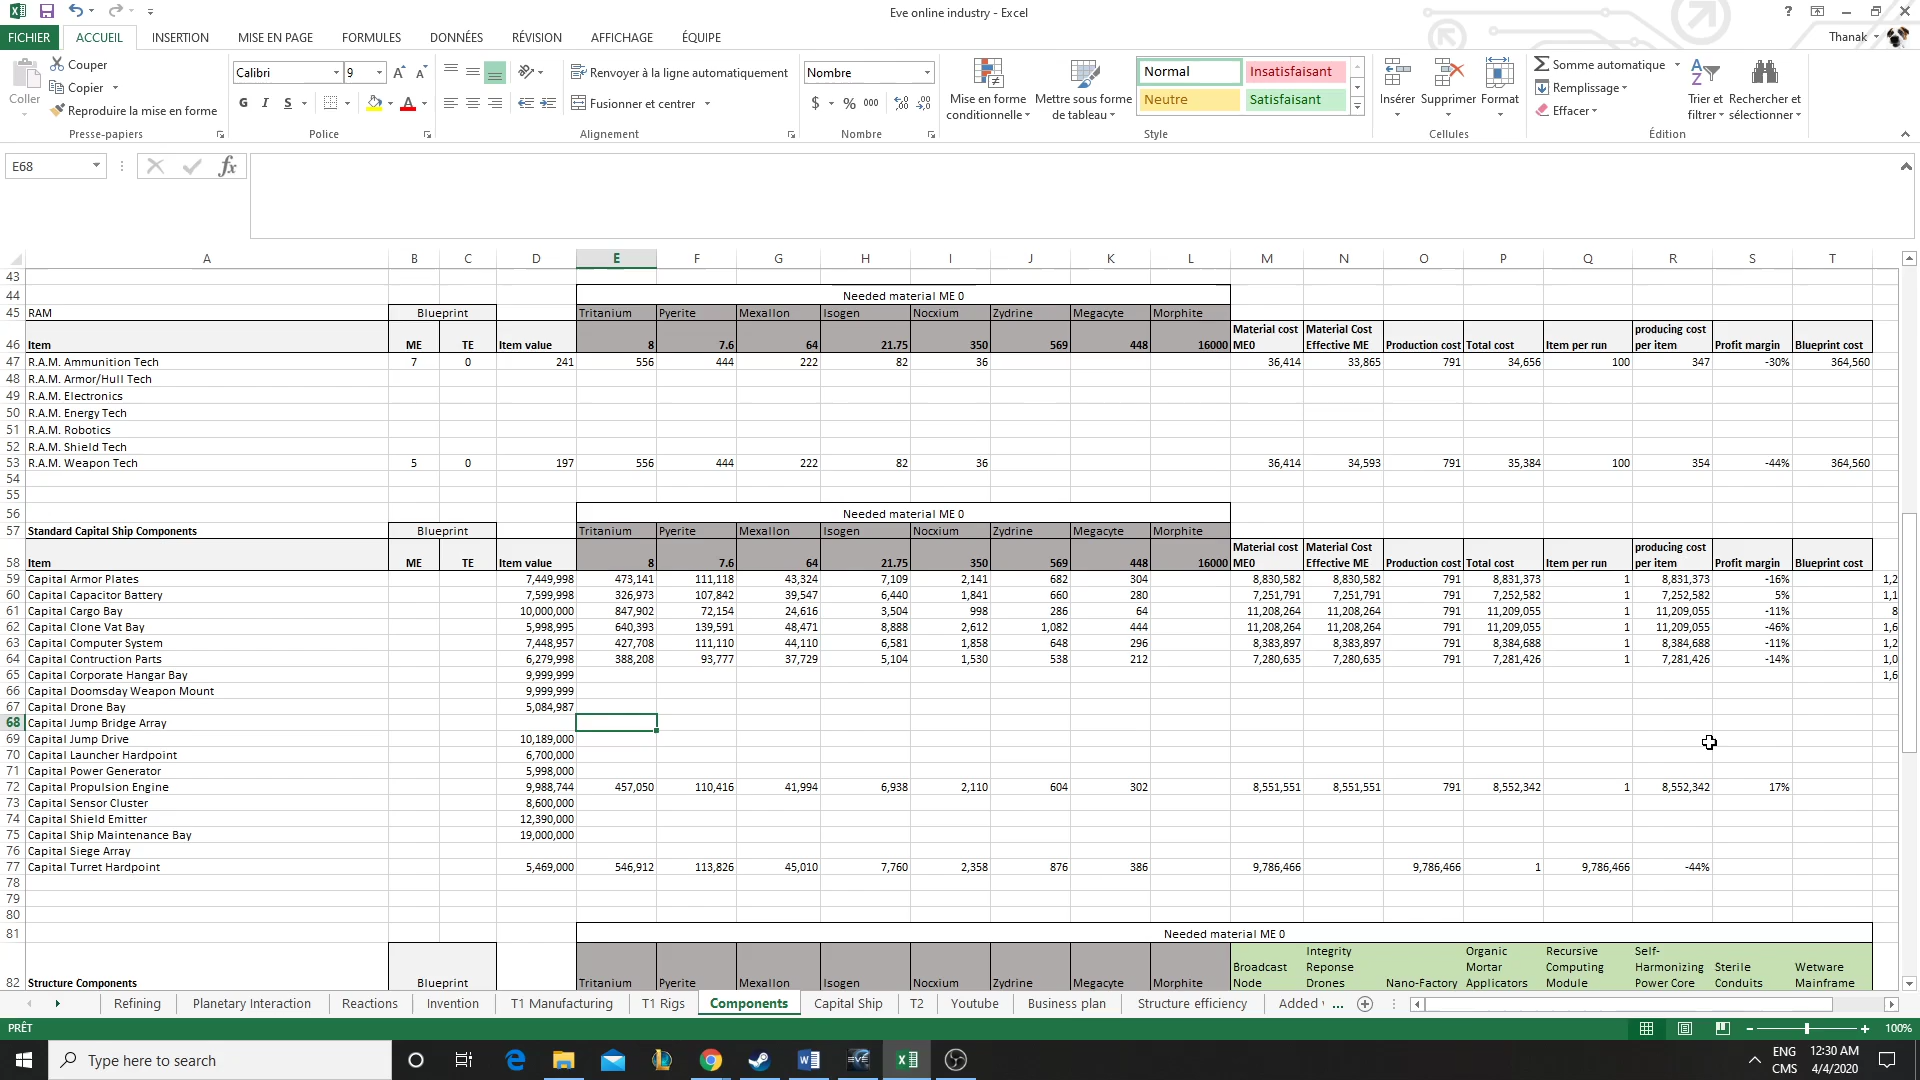 Eve online industry - Excel
FICHIER ACCUEIL INSERTION MISE EN PAGE FORMULES DONNÉES RÉVISION AFFICHAGE ÉQUIPE Thanak
Coller
Couper
Copier
Reproduire la mise en forme
Presse-papiers
Calibri 9
G I S
Police
Renvoyer à la ligne automatiquement
Fusionner et centrer
Alignement
Nombre
$ % 000
Nombre
Mise en forme conditionnelle
Mettre sous forme de tableau
Normal Insatisfaisant
Neutre Satisfaisant
Style
Insérer Supprimer Format
Cellules
Somme automatique
Remplissage
Effacer
Trier et filtrer
Rechercher et sélectionner
Édition
E68 fx
A B C D E F G H I J K L M N O P Q R S T
43
44 Needed material ME 0
45 RAM Blueprint Tritanium Pyerite Mexallon Isogen Nocxium Zydrine Megacyte Morphite
46 Item ME TE Item value 8 7.6 64 21.75 350 569 448 16000 Material cost ME0 Material Cost Effective ME Production cost Total cost Item per run producing cost per item Profit margin Blueprint cost
47 R.A.M. Ammunition Tech 7 0 241 556 444 222 82 36 36,414 33,865 791 34,656 100 347 -30% 364,560
48 R.A.M. Armor/Hull Tech
49 R.A.M. Electronics
50 R.A.M. Energy Tech
51 R.A.M. Robotics
52 R.A.M. Shield Tech
53 R.A.M. Weapon Tech 5 0 197 556 444 222 82 36 36,414 34,593 791 35,384 100 354 -44% 364,560
54
55
56 Needed material ME 0
57 Standard Capital Ship Components Blueprint Tritanium Pyerite Mexallon Isogen Nocxium Zydrine Megacyte Morphite
58 Item ME TE Item value 8 7.6 64 21.75 350 569 448 16000 Material cost ME0 Material Cost Effective ME Production cost Total cost Item per run producing cost per item Profit margin Blueprint cost
59 Capital Armor Plates 7,449,998 473,141 111,118 43,324 7,109 2,141 682 304 8,830,582 8,830,582 791 8,831,373 1 8,831,373 -16% 1,2
60 Capital Capacitor Battery 7,599,998 326,973 107,842 39,547 6,440 1,841 660 280 7,251,791 7,251,791 791 7,252,582 1 7,252,582 5% 1,1
61 Capital Cargo Bay 10,000,000 847,902 72,154 24,616 3,504 998 286 64 11,208,264 11,208,264 791 11,209,055 1 11,209,055 -11% 8
62 Capital Clone Vat Bay 5,998,995 640,393 139,591 48,471 8,888 2,612 1,082 444 11,208,264 11,208,264 791 11,209,055 1 11,209,055 -46% 1,6
63 Capital Computer System 7,448,957 427,708 111,110 44,110 6,581 1,858 648 296 8,383,897 8,383,897 791 8,384,688 1 8,384,688 -11% 1,2
64 Capital Contruction Parts 6,279,998 388,208 93,777 37,729 5,104 1,530 538 212 7,280,635 7,280,635 791 7,281,426 1 7,281,426 -14% 1,0
65 Capital Corporate Hangar Bay 9,999,999 1,6
66 Capital Doomsday Weapon Mount 9,999,999
67 Capital Drone Bay 5,084,987
68 Capital Jump Bridge Array
69 Capital Jump Drive 10,189,000
70 Capital Launcher Hardpoint 6,700,000
71 Capital Power Generator 5,998,000
72 Capital Propulsion Engine 9,988,744 457,050 110,416 41,994 6,938 2,110 604 302 8,551,551 8,551,551 791 8,552,342 1 8,552,342 17%
73 Capital Sensor Cluster 8,600,000
74 Capital Shield Emitter 12,390,000
75 Capital Ship Maintenance Bay 19,000,000
76 Capital Siege Array
77 Capital Turret Hardpoint 5,469,000 546,912 113,826 45,010 7,760 2,358 876 386 9,786,466 9,786,466 1 9,786,466 -44%
78
79
80
81 Needed material ME 0
82 Structure Components Blueprint Tritanium Pyerite Mexallon Isogen Nocxium Zydrine Megacyte Morphite Broadcast Node Integrity Reponse Drones Nano-Factory Organic Mortar Applicators Recursive Computing Module Self-Harmonizing Power Core Sterile Conduits Wetware Mainframe
Refining Planetary Interaction Reactions Invention T1 Manufacturing T1 Rigs Components Capital Ship T2 Youtube Business plan Structure efficiency Added ...
PRÊT 100%
Type here to search
ENG 12:30 AM
CMS 4/4/2020